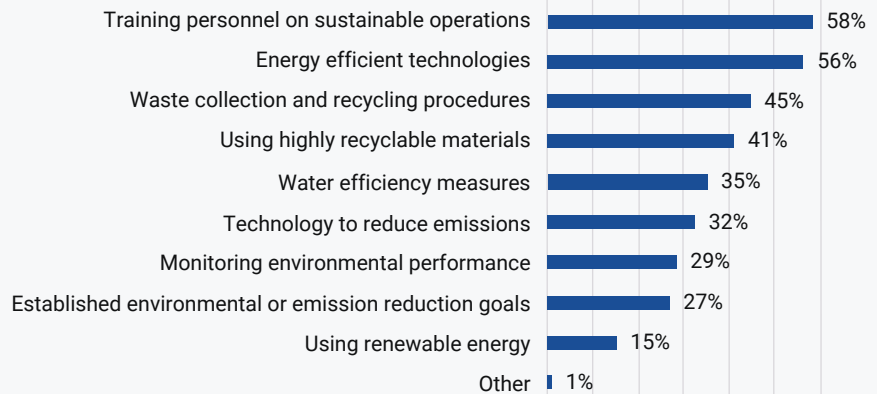 Training personnel on sustainable operations 58%
Energy efficient technologies 56%
Waste collection and recycling procedures 45%
Using highly recyclable materials 41%
Water efficiency measures 35%
Technology to reduce emissions 32%
Monitoring environmental performance 29%
Established environmental or emission reduction goals 27%
Using renewable energy 15%
Other 1%